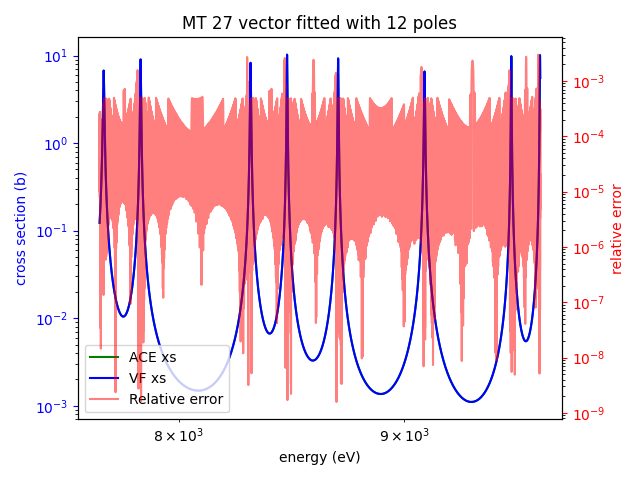 MT 27 vector fitted with 12 poles
cross section (b)
10¹
10⁰
10⁻¹
10⁻²
10⁻³
ACE xs
VF xs
Relative error
10⁻³
10⁻⁴
10⁻⁵
10⁻⁶
10⁻⁷
10⁻⁸
10⁻⁹
relative error
8 × 10³
9 × 10³
energy (eV)